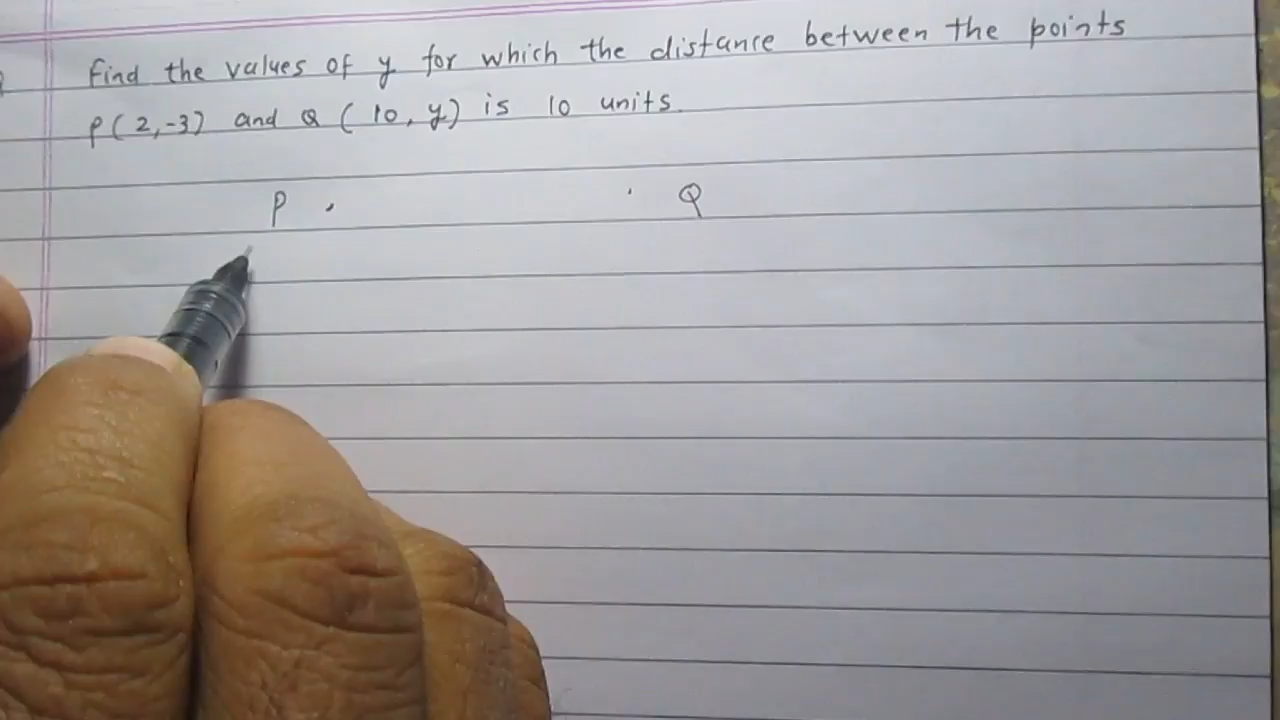 Find the values of y for which the distance between the points
P(2,-3) and Q (10, y) is 10 units.
P . . Q